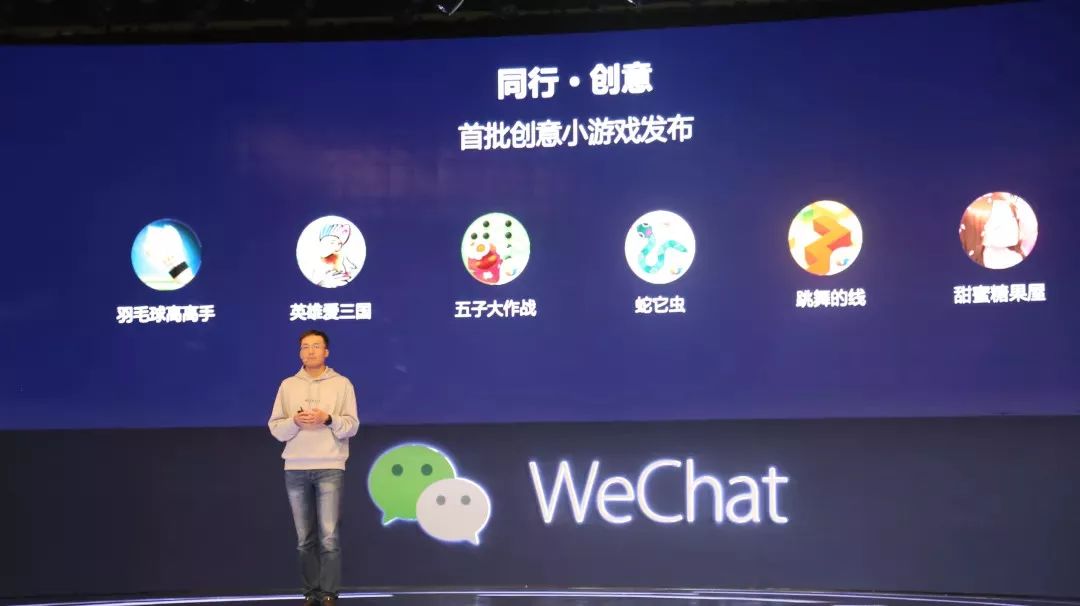 同行·创意
首批创意小游戏发布
羽毛球高高手
英雄爱三国
五子大作战
蛇它虫
跳舞的线
甜蜜糖果屋
WeChat